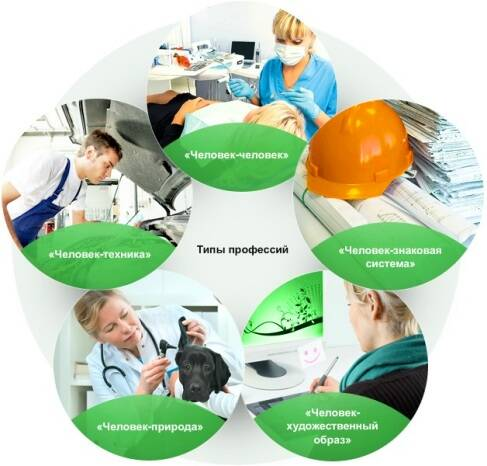 «Человек-человек»
«Человек-техника»
Типы профессий
«Человек-знаковая
система»
«Человек-природа»
«Человек-
художественный
образ»